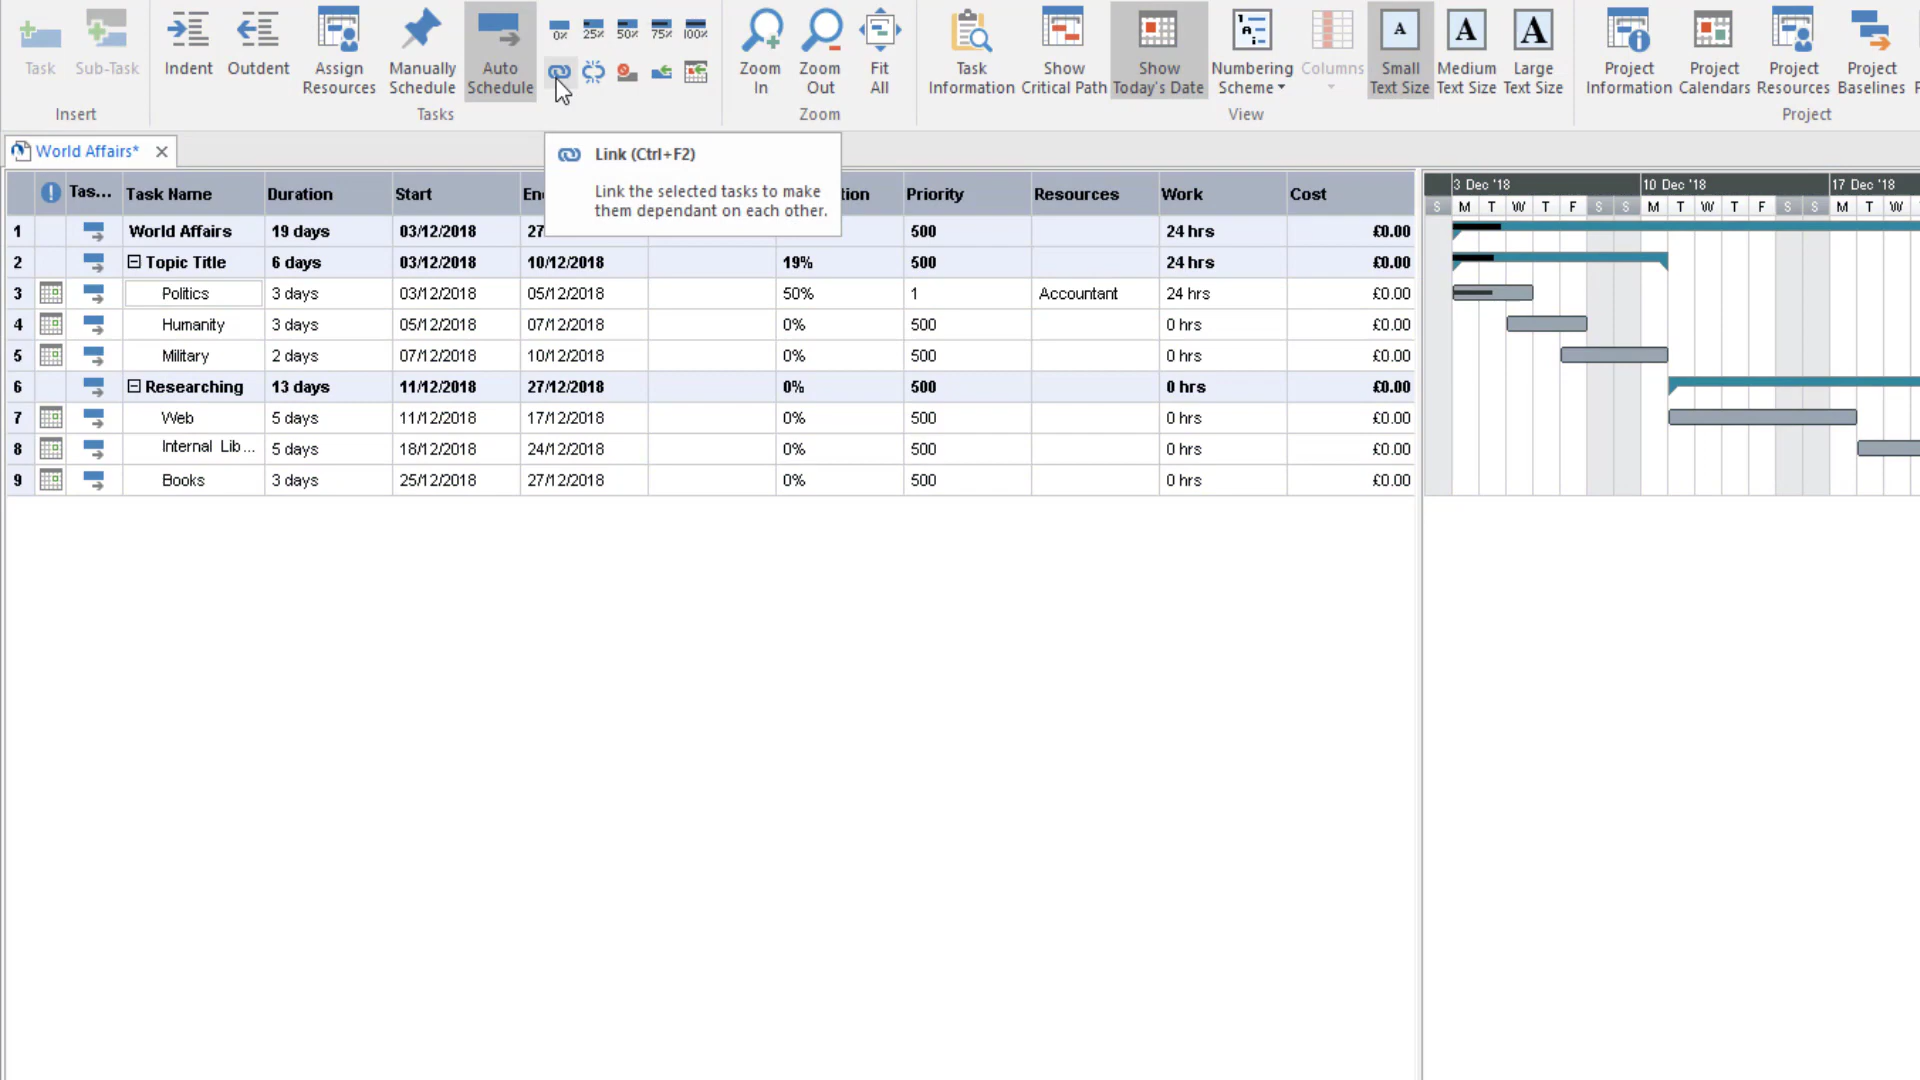 Task
Sub-Task
Insert
Indent
Outdent
Assign
Resources
Manually
Schedule
Auto
Schedule
0%
25%
50%
75%
100%
Tasks
Zoom
In
Zoom
Out
Fit
All
Zoom
Task
Information
Show
Critical Path
Show
Today's Date
Numbering
Scheme
Columns
A
Small
Text Size
A
Medium
Text Size
A
Large
Text Size
View
Project
Information
Project
Calendars
Project
Resources
Project
Baselines
Project
World Affairs*
Link (Ctrl+F2)
Link the selected tasks to make
them dependant on each other.
Tas... Task Name Duration Start Priority Resources Work Cost
1 World Affairs 19 days 03/12/2018 27 500 24 hrs £0.00
2 Topic Title 6 days 03/12/2018 10/12/2018 19% 500 24 hrs £0.00
3 Politics 3 days 03/12/2018 05/12/2018 50% 1 Accountant 24 hrs £0.00
4 Humanity 3 days 05/12/2018 07/12/2018 0% 500 0 hrs £0.00
5 Military 2 days 07/12/2018 10/12/2018 0% 500 0 hrs £0.00
6 Researching 13 days 11/12/2018 27/12/2018 0% 500 0 hrs £0.00
7 Web 5 days 11/12/2018 17/12/2018 0% 500 0 hrs £0.00
8 Internal Lib... 5 days 18/12/2018 24/12/2018 0% 500 0 hrs £0.00
9 Books 3 days 25/12/2018 27/12/2018 0% 500 0 hrs £0.00
3 Dec '18 10 Dec '18 17 Dec '18
S M T W T F S S M T W T F S S M T W